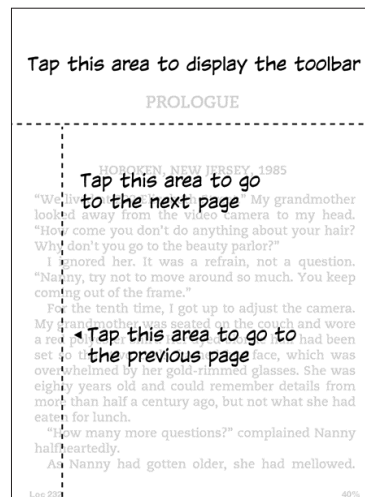 Tap this area to display the toolbar
PROLOGUE
HOBOKEN, NEW JERSEY, 1985
Tap this area to go
to the next page
“We My grandmother
looked away from the video camera to my head.
“How come you don't do anything about your hair?
Why don't you go to the beauty parlor?”
I ignored her. It was a refrain, not a question.
“Nanny, try not to move around so much. You keep
coming out of the frame.”
For the tenth time, I got up to adjust the camera.
My grandmother was seated on the couch and wore
a red had been
Tap this area to go to
the previous page
set face, which was
overwhelmed by her gold-rimmed glasses. She was
eighty years old and could remember details from
more than half a century ago, but not what she had
eaten for lunch.
“How many more questions?” complained Nanny
halfheartedly.
As Nanny had gotten older, she had mellowed.
Loc 232 40%